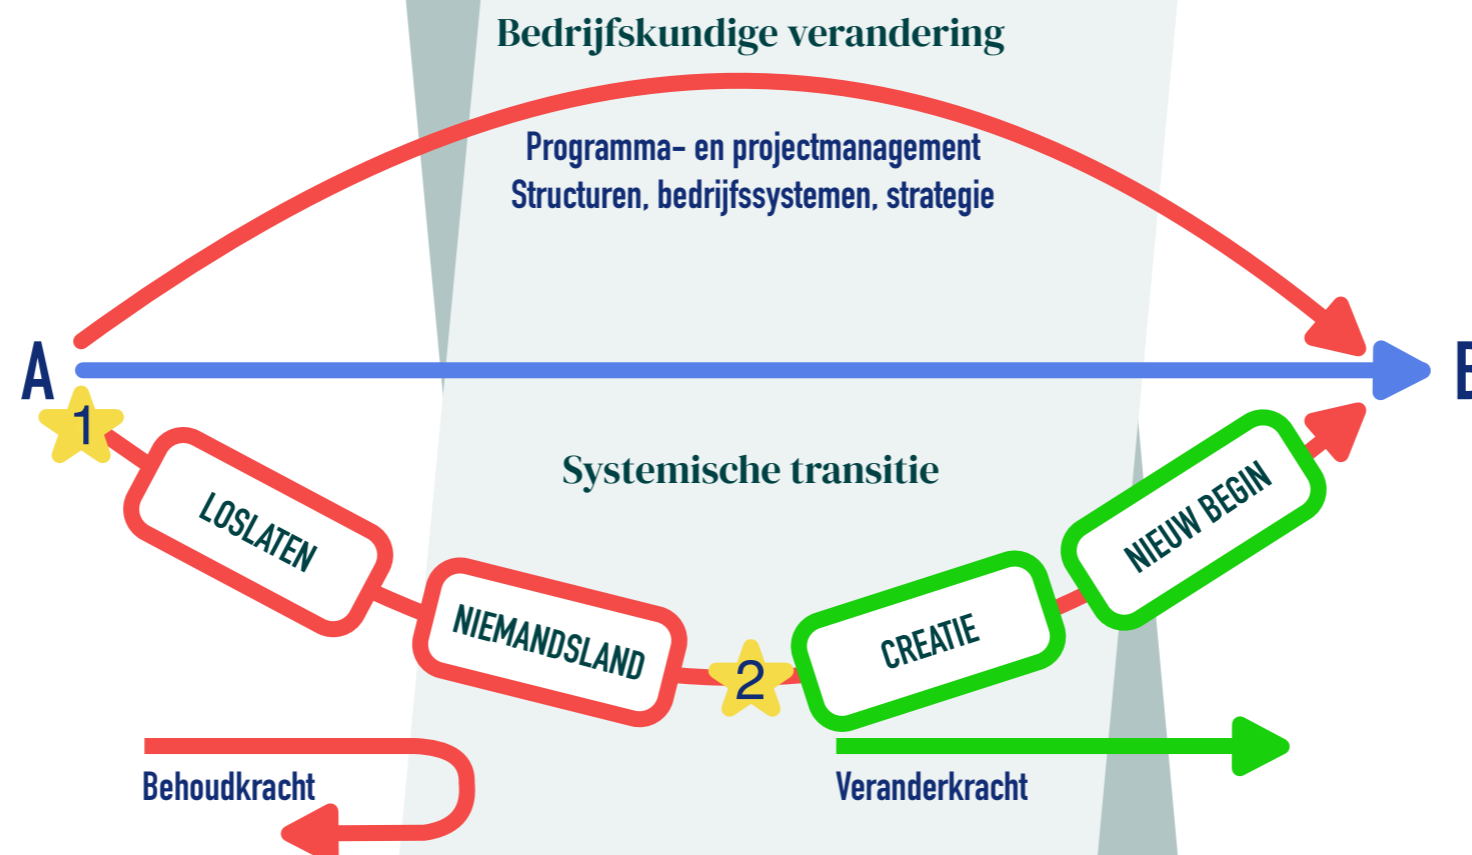 Bedrijfskundige verandering
Programma- en projectmanagement
Structuren, bedrijfssystemen, strategie
A
B
1
Systemische transitie
LOSLATEN
NIEMANDSLAND
2
CREATIE
NIEUW BEGIN
Behoudkracht
Veranderkracht